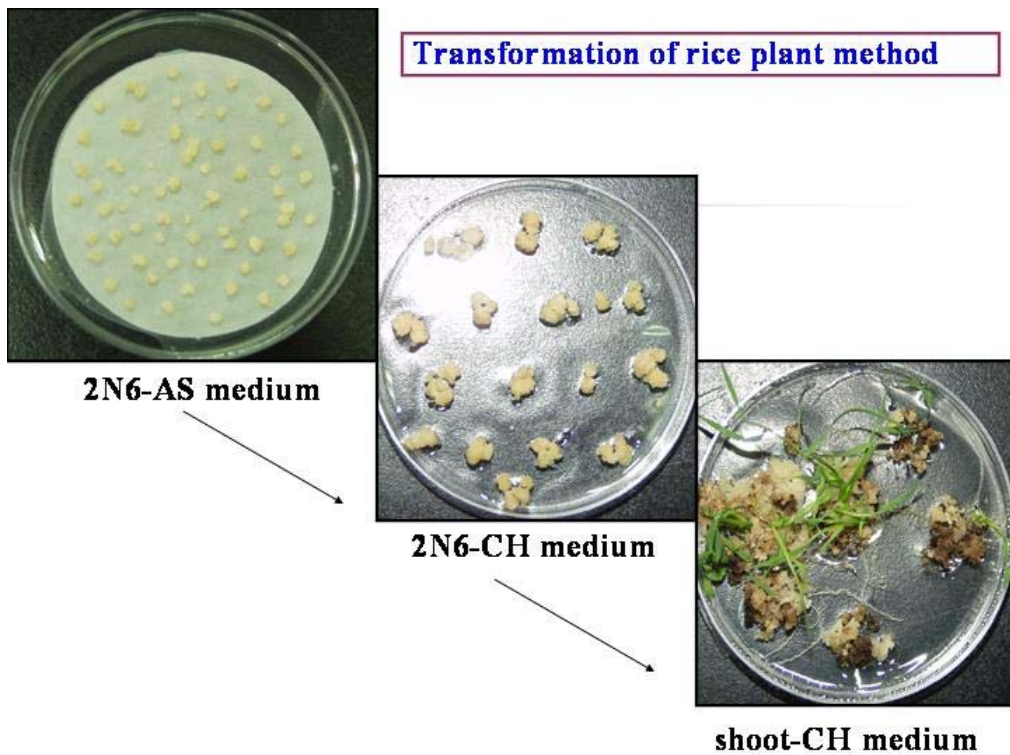 Transformation of rice plant method
2N6-AS medium
2N6-CH medium
shoot-CH medium